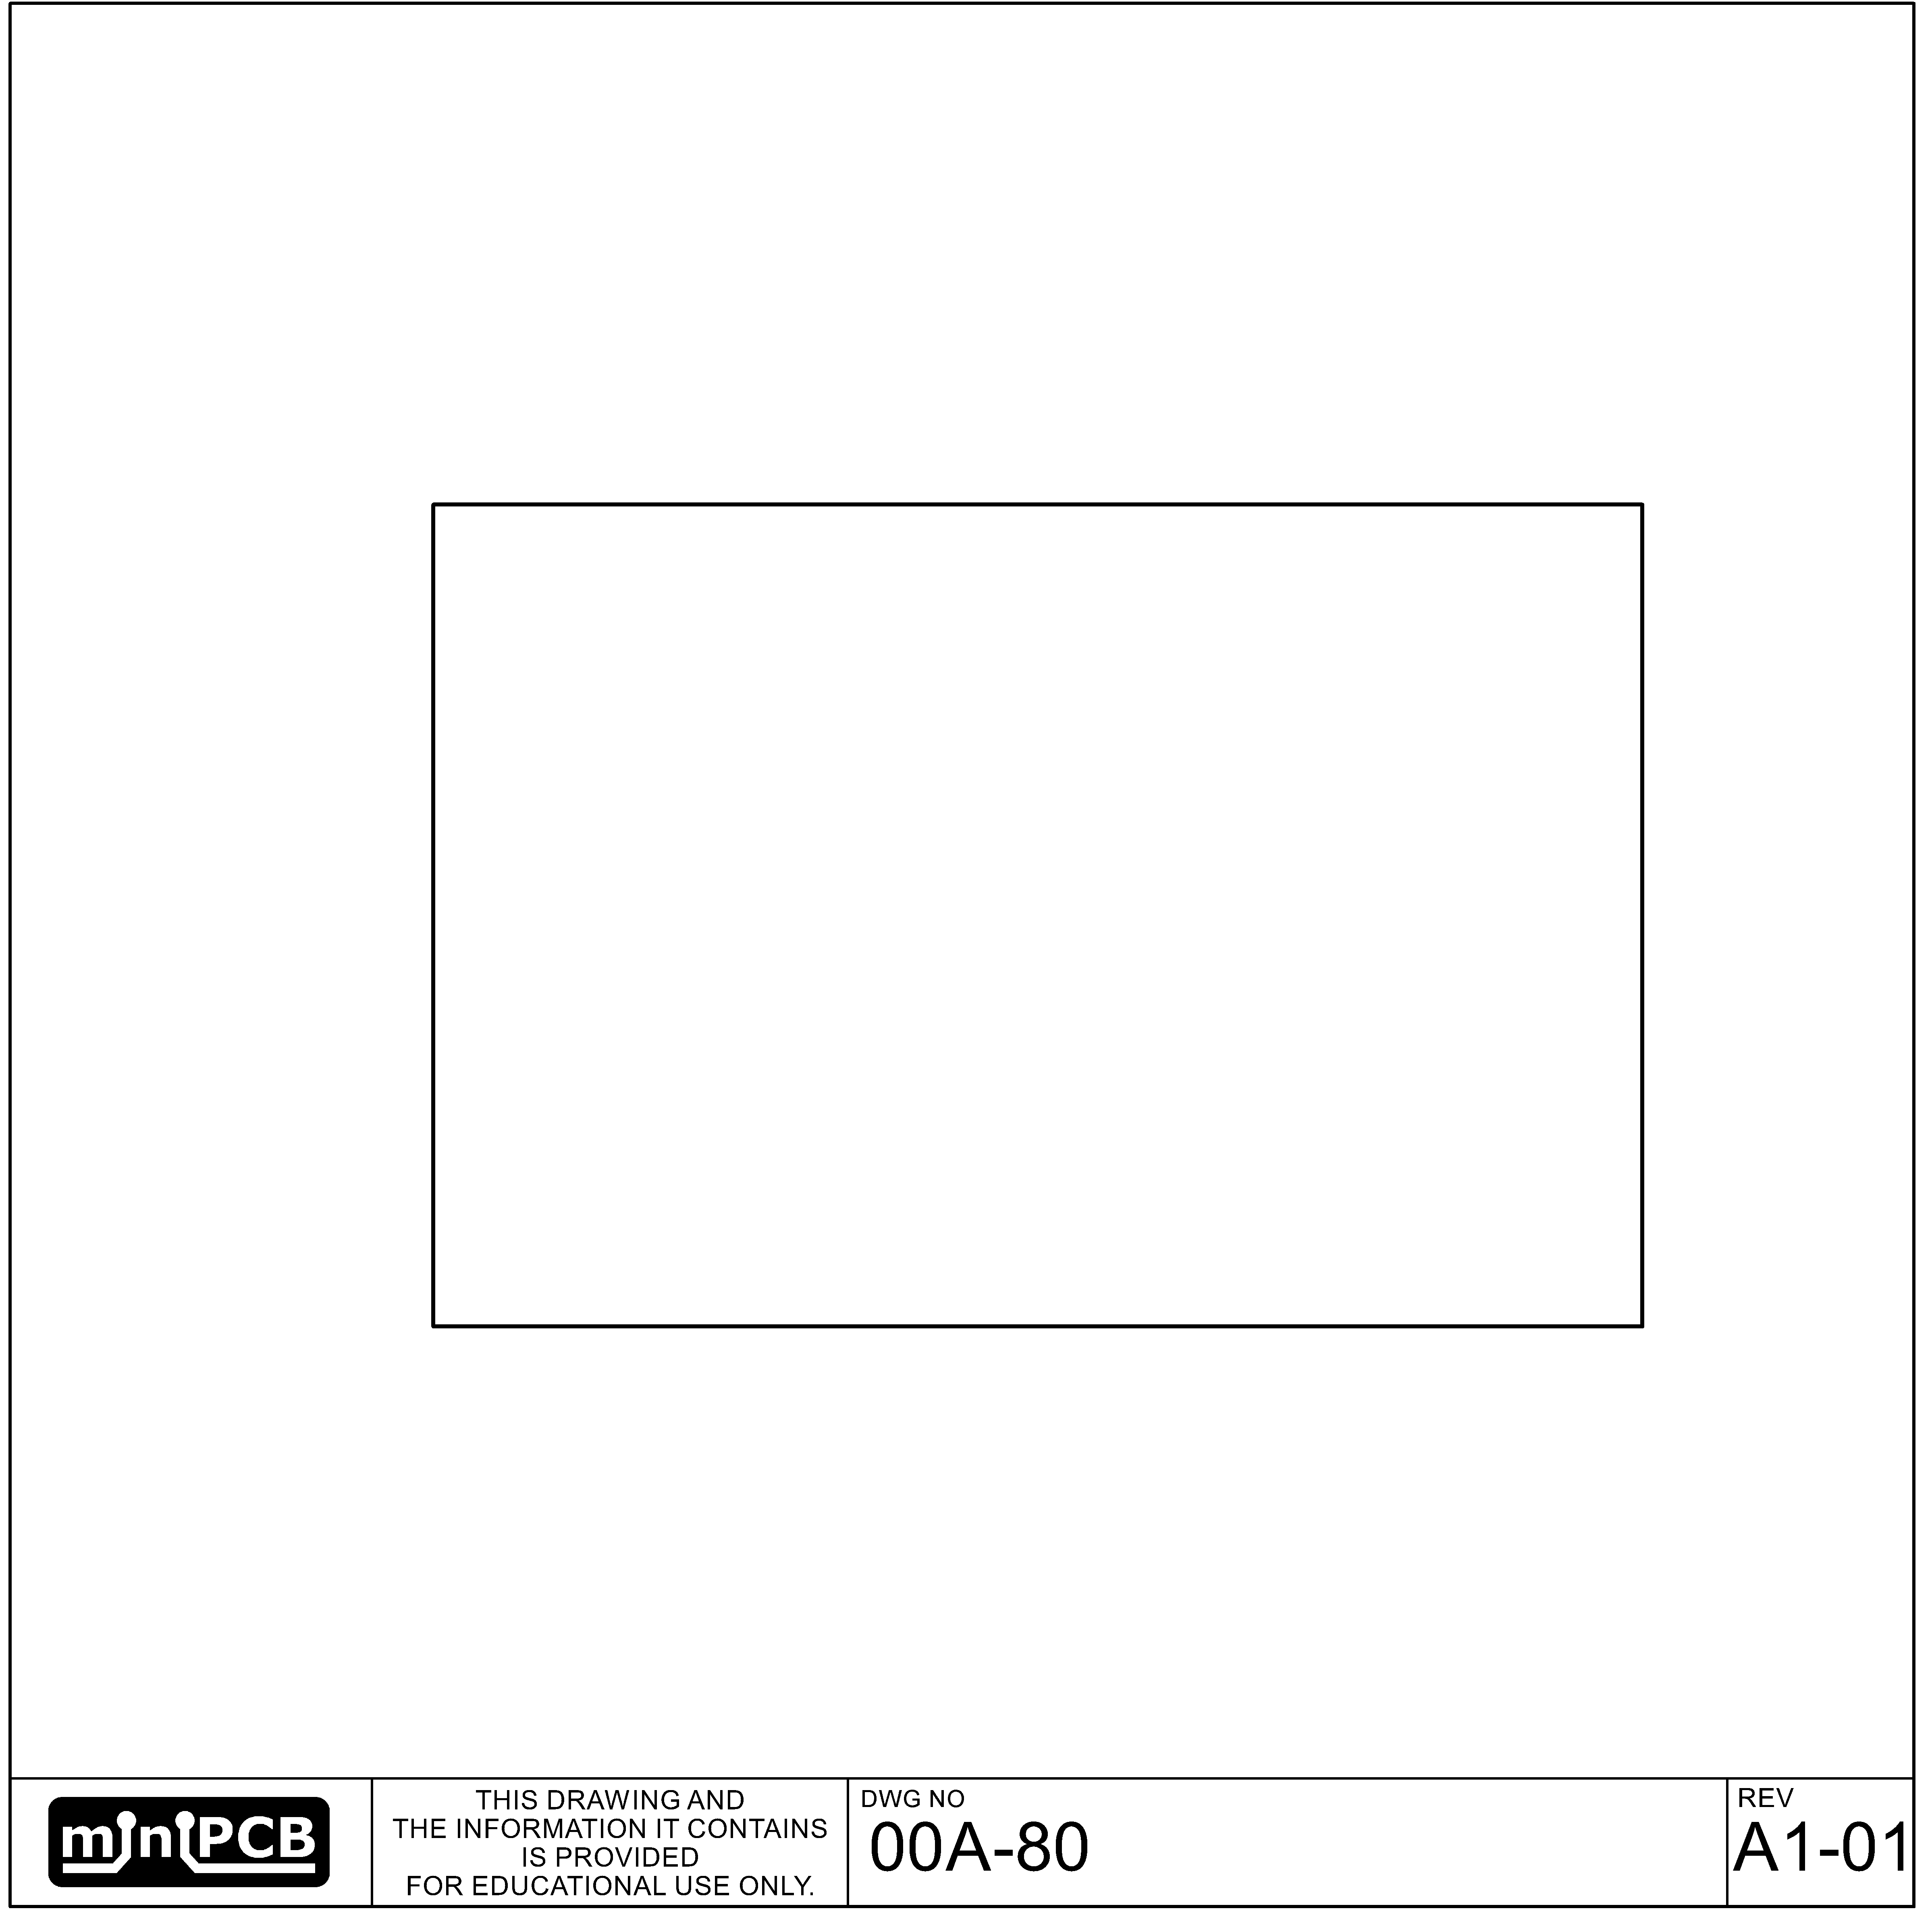 miniPCB
THIS DRAWING AND
THE INFORMATION IT CONTAINS
IS PROVIDED
FOR EDUCATIONAL USE ONLY.
DWG NO
00A-80
REV
A1-01